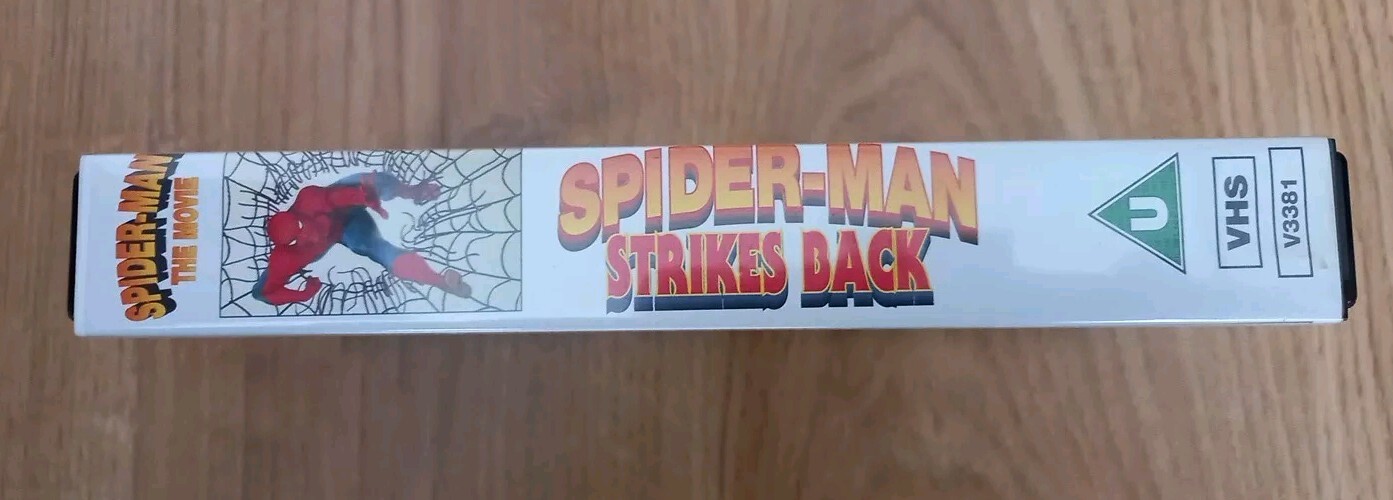 SPIDER-MAN
THE MOVIE
SPIDER-MAN
STRIKES BACK
U
VHS
V3381